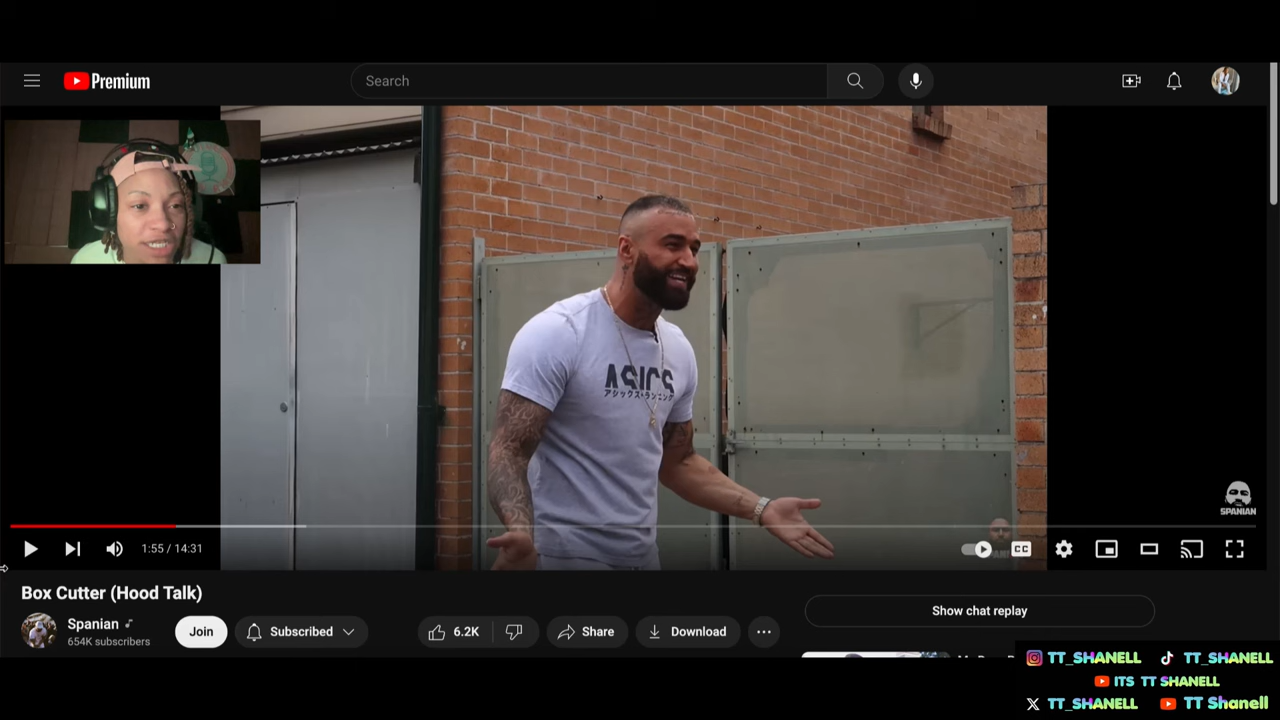 Premium
Search
ASICS
アシックスランニング
SPANIAN
1:55 / 14:31
CC
Box Cutter (Hood Talk)
Show chat replay
Spanian
654K subscribers
Join
Subscribed
6.2K
Share
Download
TT_SHANELL
TT_SHANELL
ITS TT SHANELL
TT_SHANELL
TT Shanell